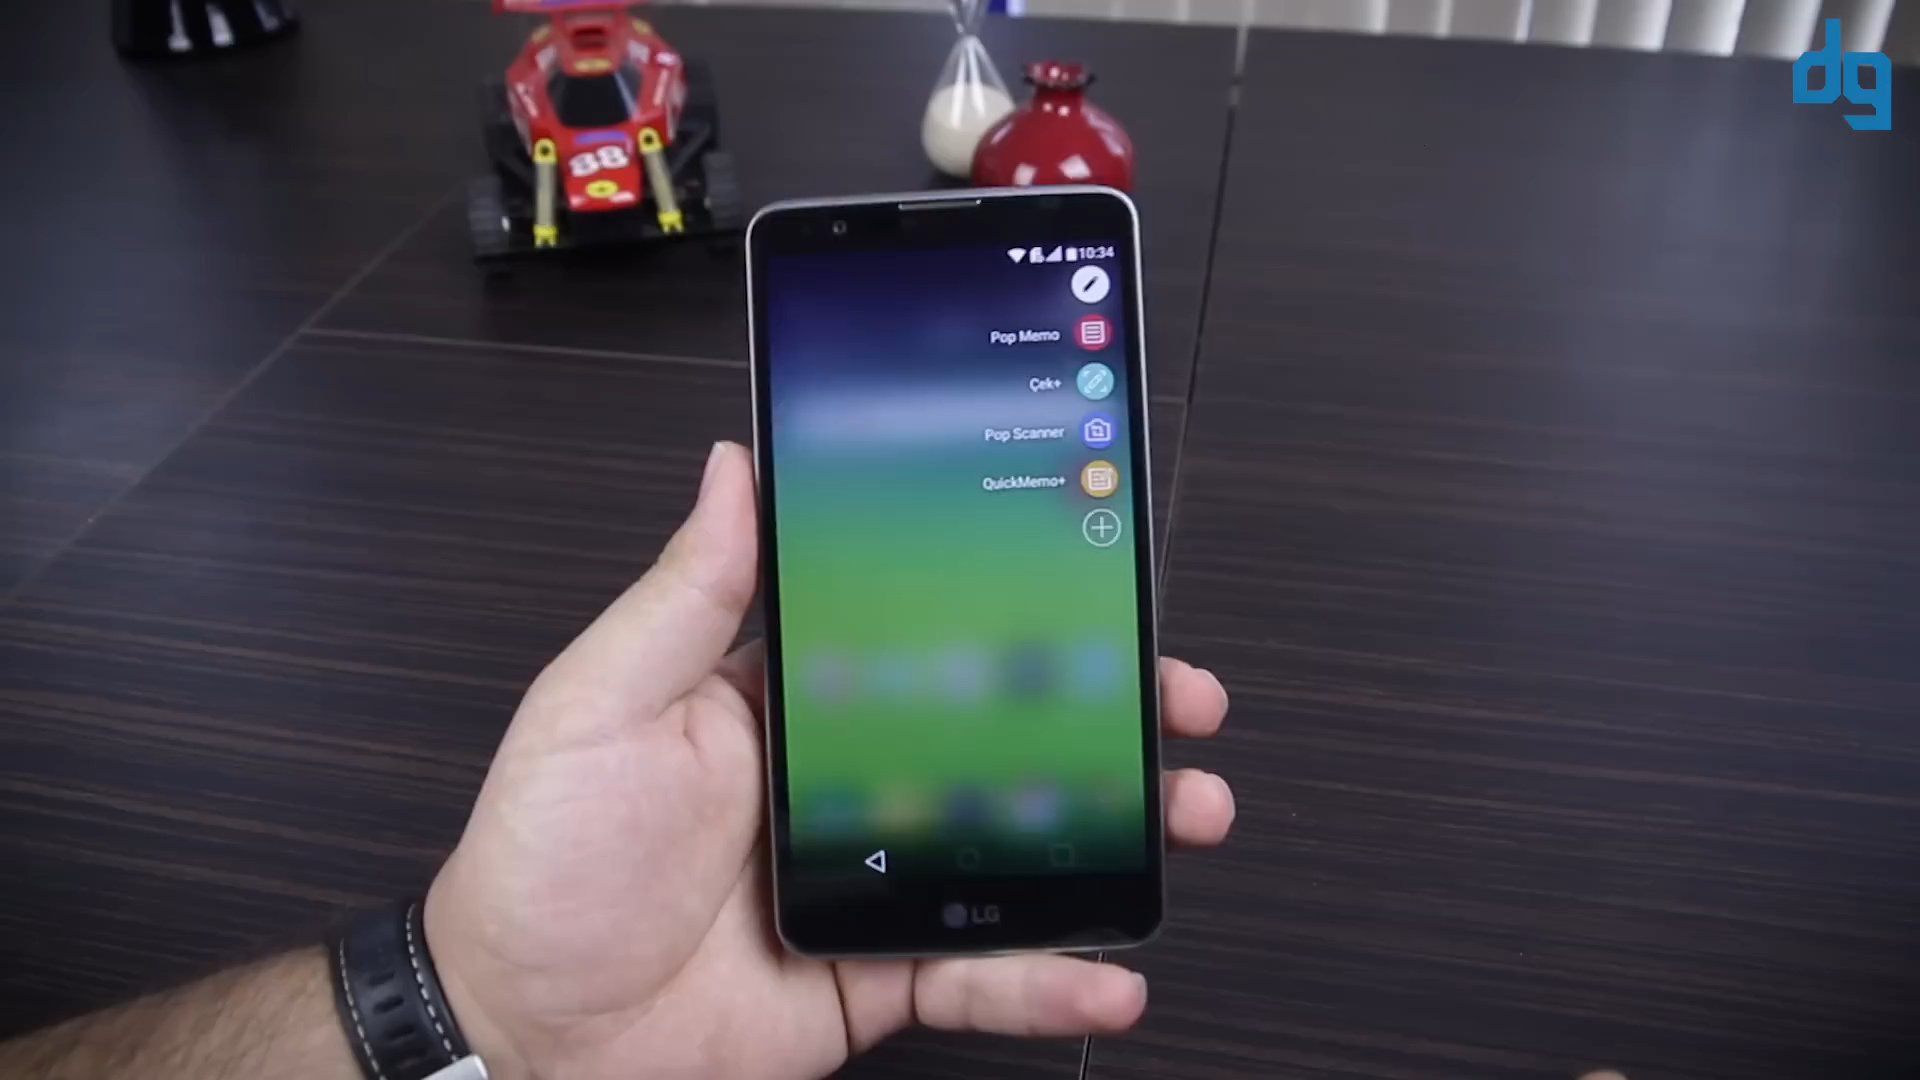 dg
88
10:34
Pop Memo
Çek+
Pop Scanner
QuickMemo+
LG